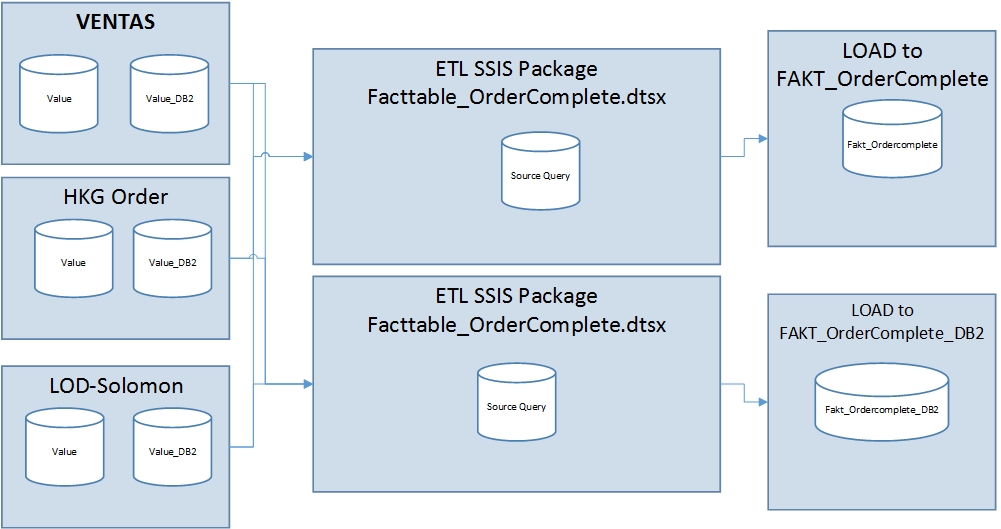 VENTAS
Value
Value_DB2
HKG Order
Value
Value_DB2
LOD-Solomon
Value
Value_DB2
ETL SSIS Package
Facttable_OrderComplete.dtsx
Source Query
ETL SSIS Package
Facttable_OrderComplete.dtsx
Source Query
LOAD to
FAKT_OrderComplete
Fakt_Ordercomplete
LOAD to
FAKT_OrderComplete_DB2
Fakt_Ordercomplete_DB2